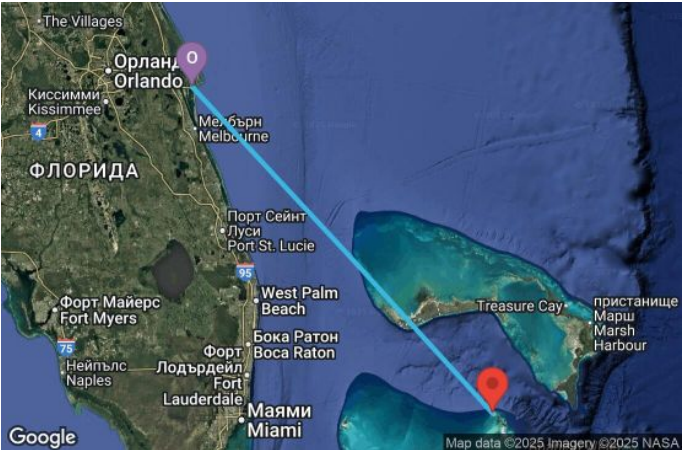 The Villages
Орланд
Orlando
O
Киссимми
Kissimmee
4
Мелбърн
Melbourne
ФЛОРИДА
Порт Сейнт
Луси
Port St. Lucie
95
West Palm
Beach
Форт Майерс
Fort Myers
75
Нейпълс
Naples
Бока Ратон
Boca Raton
Форт
Лодърдейл
Fort
Lauderdale
Маями
Miami
Treasure Cay
пристанище
Марш
Marsh
Harbour
Google
Map data ©2025 Imagery ©2025 NASA